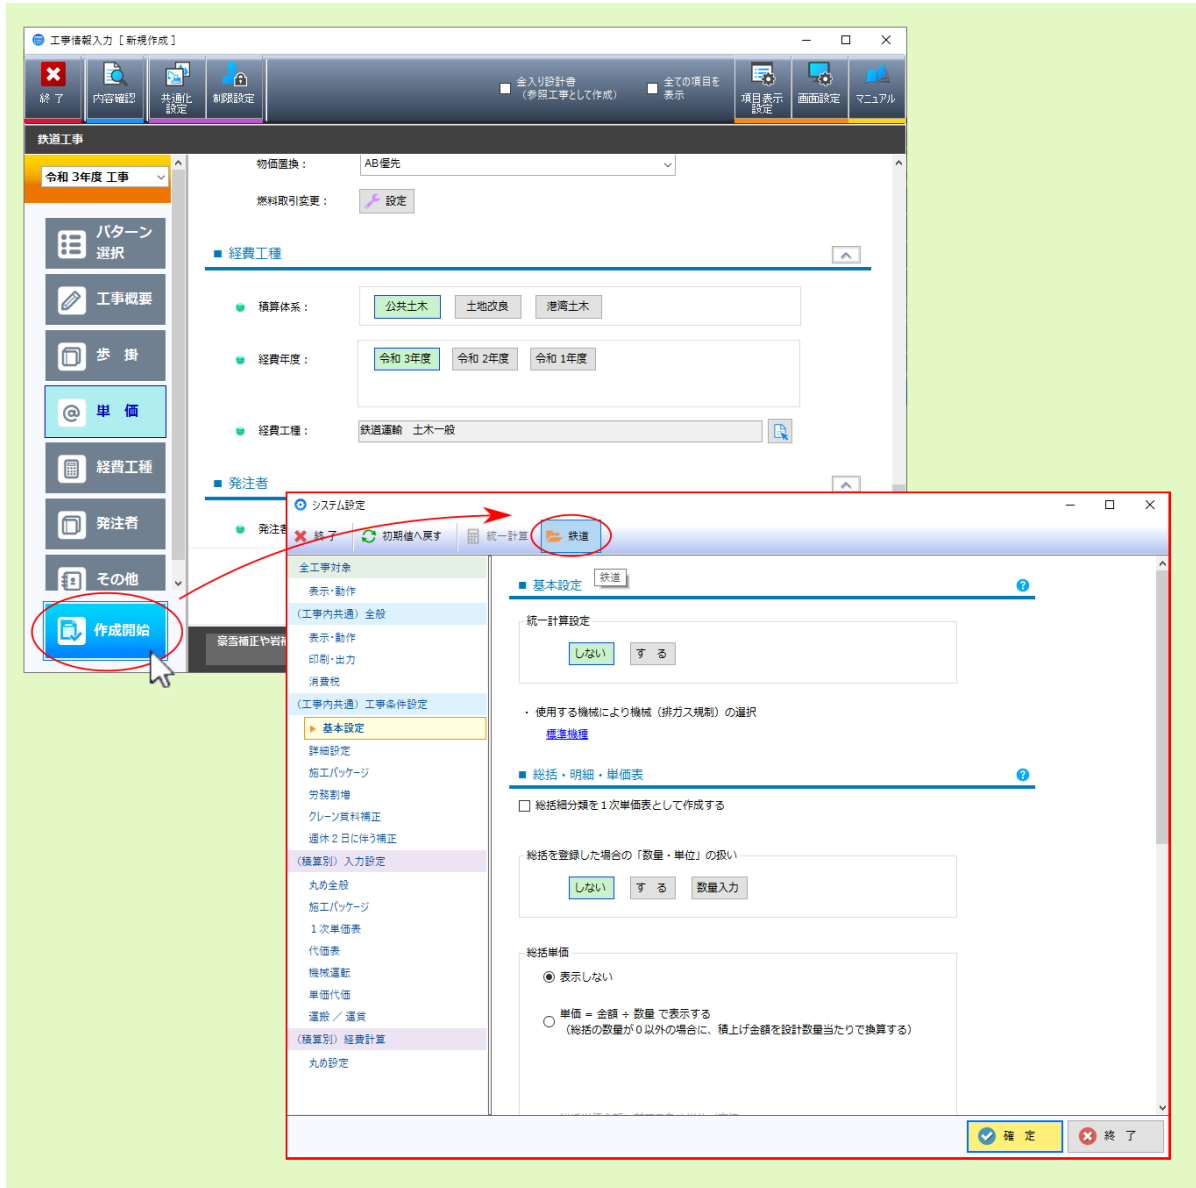 工事情報入力 [ 新規作成 ]
終 了
内容確認
共通化
設定
制限設定
金入り設計書
（参照工事として作成）
全ての項目を
表示
項目表示
設定
画面設定
マニュアル
鉄道工事
令和 3年度 工事
パターン
選択
工事概要
歩 掛
単 価
経費工種
発注者
その他
作成開始
物価置換：
AB優先
燃料取引変更：
設定
■ 経費工種
積算体系：
公共土木
土地改良
港湾土木
経費年度：
令和 3年度
令和 2年度
令和 1年度
経費工種：
鉄道運輸 土木一般
■ 発注者
発注者
豪雪補正や岩
システム設定
終 了
初期値へ戻す
統一計算
鉄道
鉄道
全工事対象
表示・動作
（工事内共通）全般
表示・動作
印刷・出力
消費税
（工事内共通）工事条件設定
基本設定
詳細設定
施工パッケージ
労務割増
クレーン賃料補正
週休２日に伴う補正
（積算別）入力設定
丸め全般
施工パッケージ
１次単価表
代価表
機械運転
単価代価
運搬 ／ 運賃
（積算別）経費計算
丸め設定
■ 基本設定
統一計算設定
しない
す る
・ 使用する機械により機械（排ガス規制）の選択
標準機種
■ 総括・明細・単価表
総括細分類を１次単価表として作成する
総括を登録した場合の「数量・単位」の扱い
しない
す る
数量入力
総括単価
表示しない
単価 = 金額 ÷ 数量 で表示する
（総括の数量が０以外の場合に、積上げ金額を設計数量当たりで換算する）
確 定
終 了